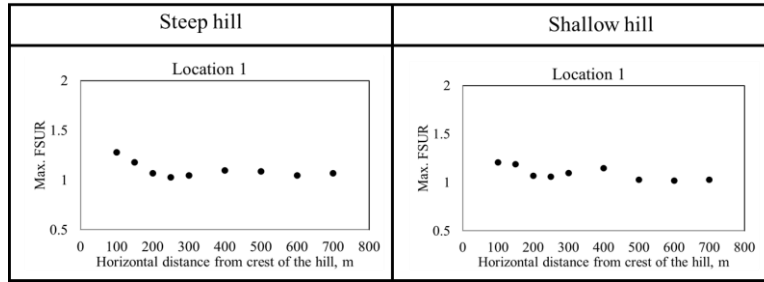 Steep hill
Shallow hill
Location 1
2
1.5
1
0.5
Max. FSUR
0 100 200 300 400 500 600 700 800
Horizontal distance from crest of the hill, m
Location 1
2
1.5
1
0.5
Max. FSUR
0 100 200 300 400 500 600 700 800
Horizontal distance from crest of the hill, m